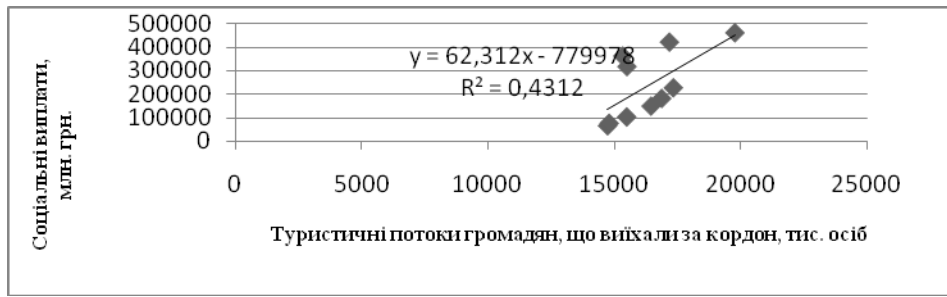 500000
400000
300000
200000
100000
0
y = 62,312x - 779978
R² = 0,4312
0 5000 10000 15000 20000 25000
Соціальні виплати,
млн. грн.
Туристичні потоки громадян, що виїхали за кордон, тис. осіб